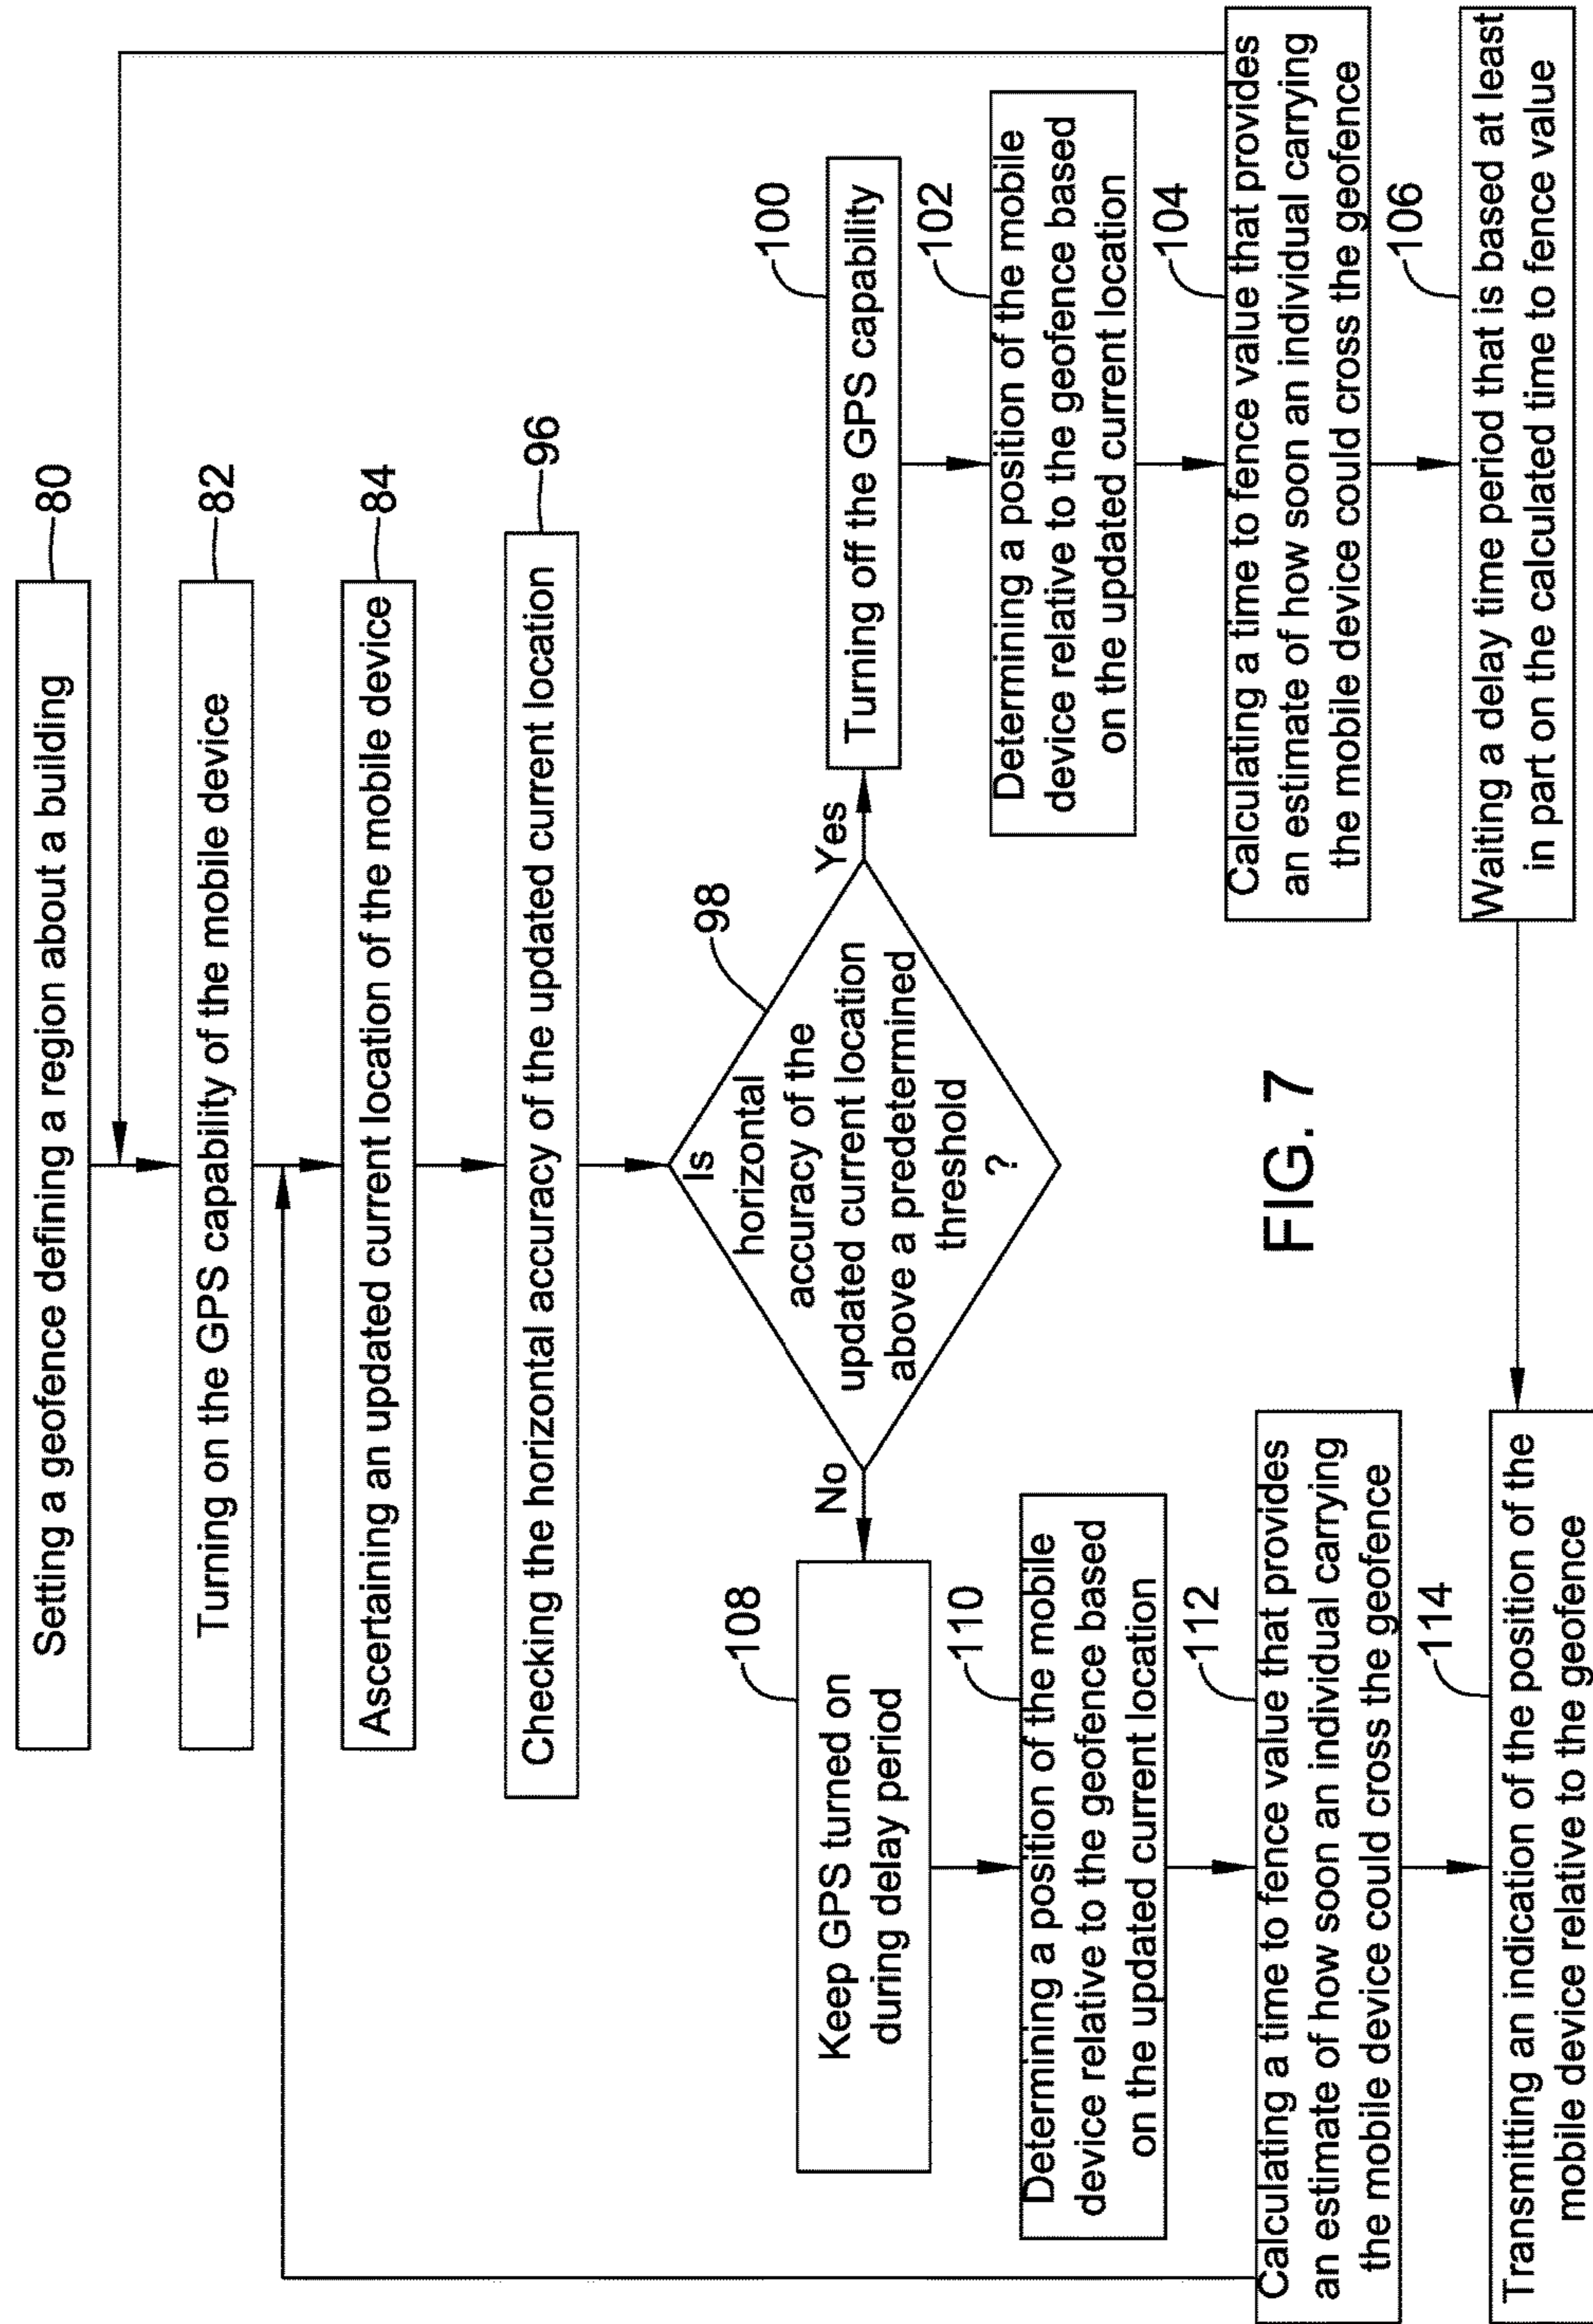 Setting a geofence defining a region about a building
80
Turning on the GPS capability of the mobile device
82
Ascertaining an updated current location of the mobile device
84
Checking the horizontal accuracy of the updated current location
96
Is
horizontal
accuracy of the
updated current location
above a predetermined
threshold
?
98
Yes
No
Turning off the GPS capability
100
Determining a position of the mobile
device relative to the geofence based
on the updated current location
102
Calculating a time to fence value that provides
an estimate of how soon an individual carrying
the mobile device could cross the geofence
104
Waiting a delay time period that is based at least
in part on the calculated time to fence value
106
Keep GPS turned on
during delay period
108
Determining a position of the mobile
device relative to the geofence based
on the updated current location
110
Calculating a time to fence value that provides
an estimate of how soon an individual carrying
the mobile device could cross the geofence
112
Transmitting an indication of the position of the
mobile device relative to the geofence
114
FIG. 7